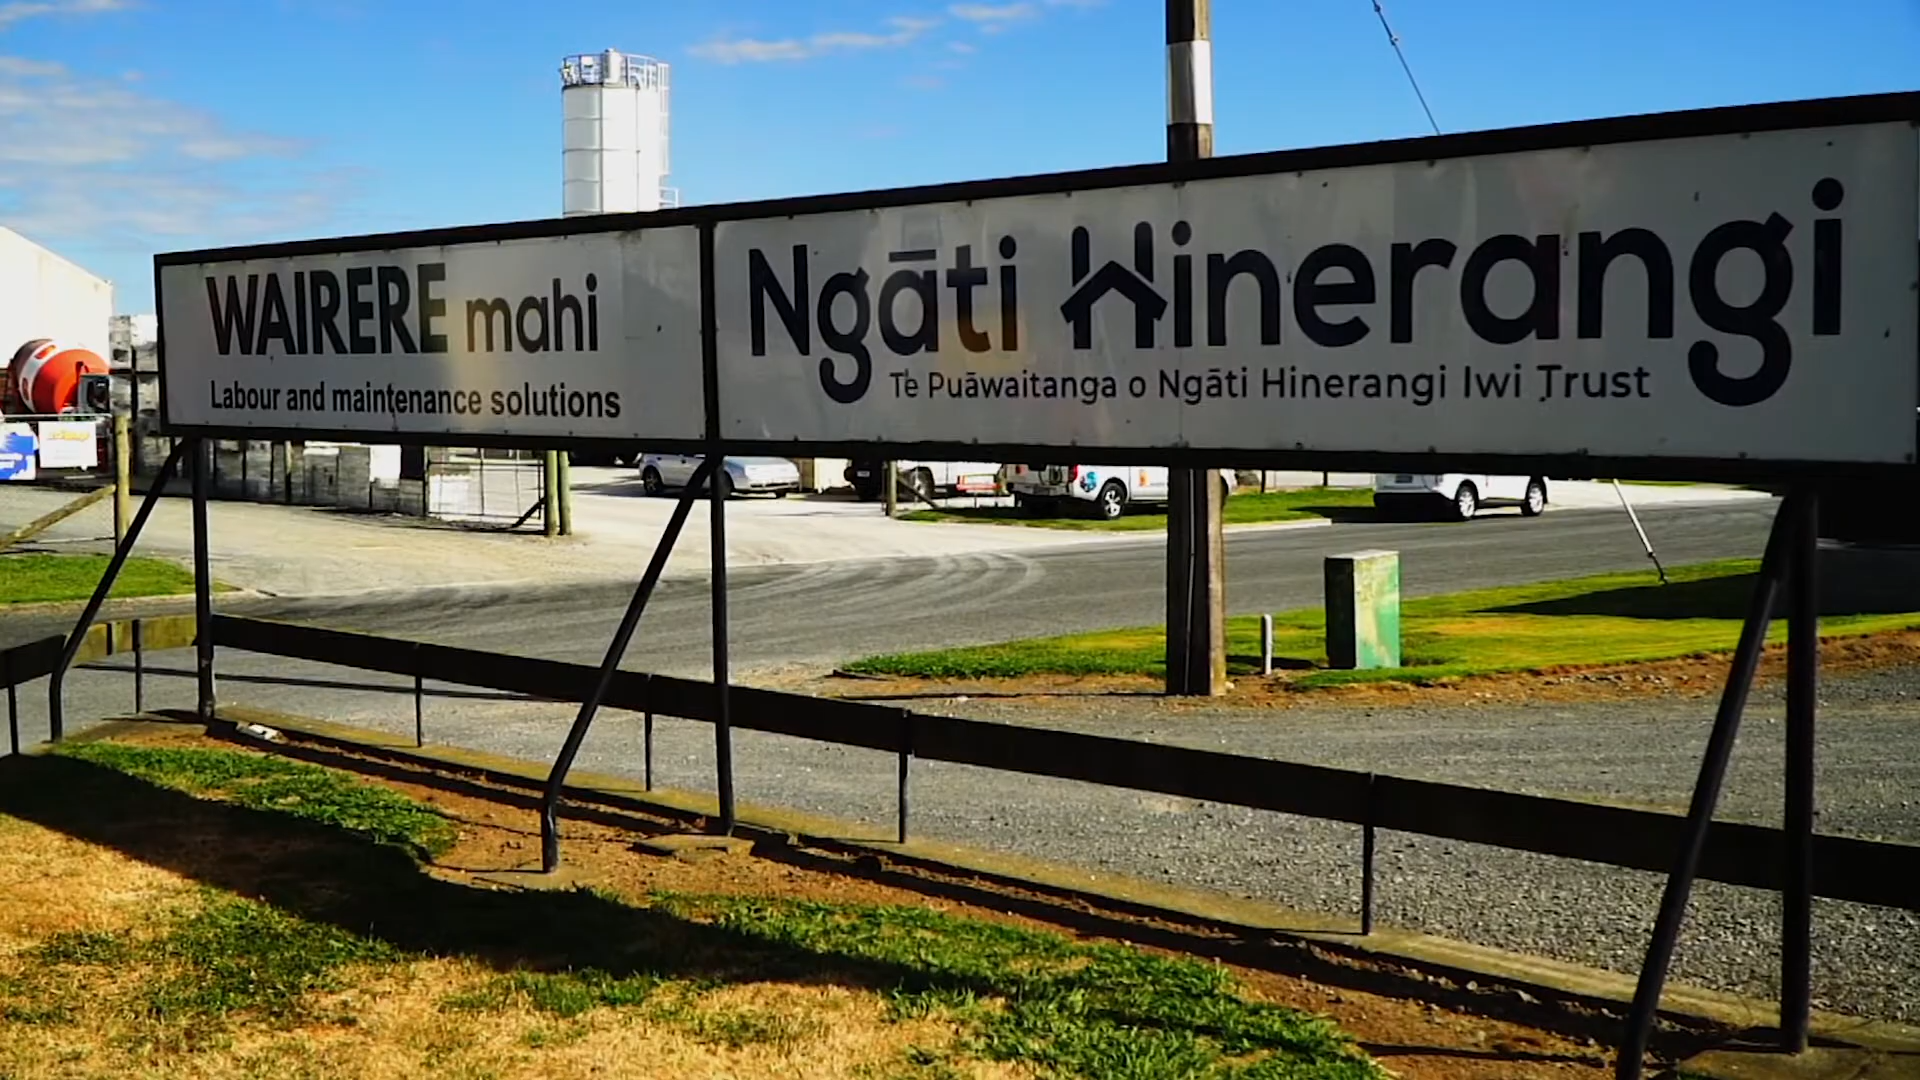 WAIRERE mahi
Labour and maintenance solutions
Ngāti Hinerangi
Te Puāwaitanga o Ngāti Hinerangi Iwi Trust